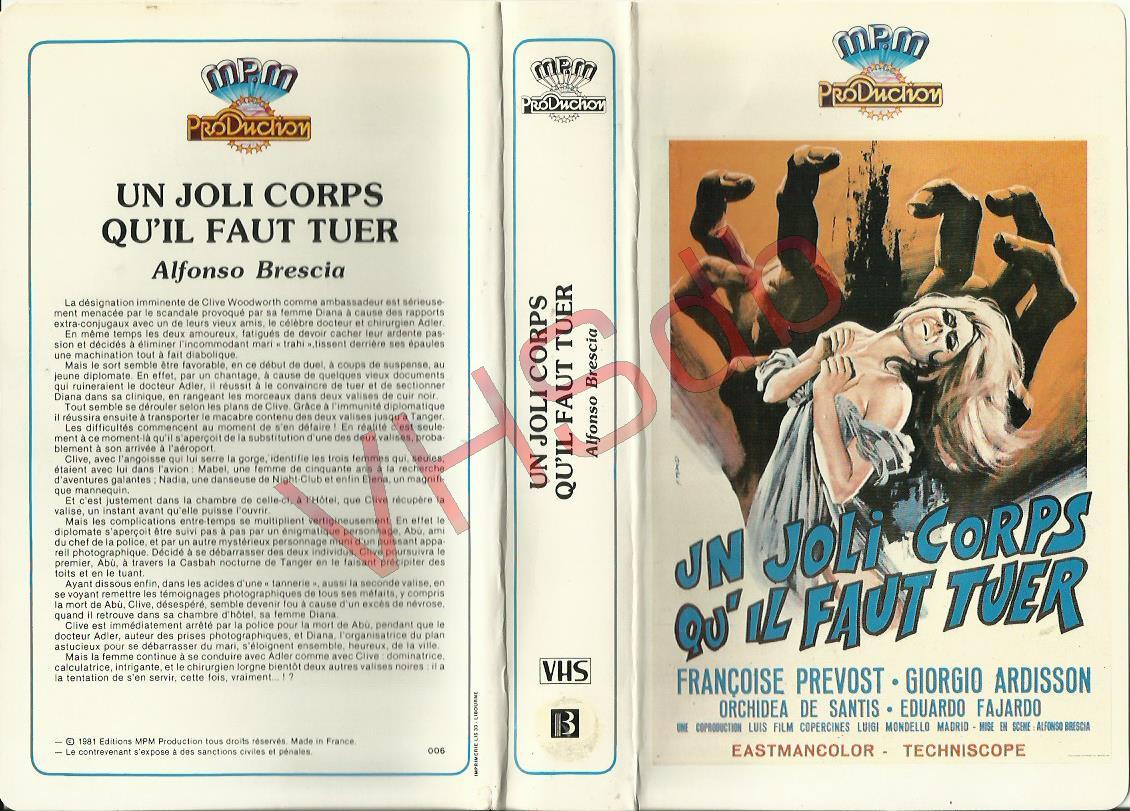 MPM
PRODUCTION
UN JOLI CORPS
QU'IL FAUT TUER
Alfonso Brescia
La désignation imminente de Clive Woodworth comme ambassadeur est sérieuse-
ment menacée par le scandale provoqué par sa femme Diana à cause des rapports
extra-conjugaux avec un de leurs vieux amis, le célèbre docteur et chirurgien Adler.
En même temps les deux amoureux, fatigués de devoir cacher leur ardente pas-
sion et décidés à éliminer l'incommodant mari « trahi »,tissent derrière ses épaules
une machination tout à fait diabolique.
Mais le sort semble être favorable, en ce début de duel, à coups de suspense, au
jeune diplomate. En effet, par un chantage, à cause de quelques vieux documents
qui ruineraient le docteur Adler, il réussit à le convaincre de tuer et de sectionner
Diana dans sa clinique, en rangeant les morceaux dans deux valises de cuir noir.
Tout semble se dérouler selon les plans de Clive. Grâce à l'immunité diplomatique
il réussira ensuite à transporter le macabre contenu des deux valises jusqu'à Tanger.
Les difficultés commencent au moment de s'en défaire ! En réalité c'est seule-
ment à ce moment-là qu'il s'aperçoit de la substitution d'une des deux valises, proba-
blement à son arrivée à l'aéroport.
Clive, avec l'angoisse qui lui serre la gorge, identifie les trois femmes qui, seules,
étaient avec lui dans l'avion : Mabel, une femme de cinquante ans à la recherche
d'aventures galantes ; Nadia, une danseuse de Night-Club et enfin un magnifi-
que mannequin.
Et c'est justement dans la chambre de celle-ci, à l'Hôtel, que Clive récupère la
valise, un instant avant qu'elle puisse l'ouvrir.
Mais les complications entre-temps se multiplient vertigineusement. En effet le
diplomate s'aperçoit être suivi pas à pas par un énigmatique personnage, Abù, ami
du chef de la police, et par un autre mystérieux personnage muni d'un puissant appa-
reil photographique. Décidé à se débarrasser des deux individus, il poursuivra le
premier, Abù, à travers la Casbah nocturne de Tanger en le faisant précipiter des
toits et en le tuant.
Ayant dissous enfin, dans les acides d'une « tannerie », aussi la seconde valise, en
se voyant remettre les témoignages photographiques de tous ses méfaits, y compris
la mort de Abù, Clive, désespéré, semble devenir fou à cause d'un excès de névrose,
quand il retrouve dans sa chambre d'hôtel, sa femme Diana.
Clive est immédiatement arrêté par la police pour la mort de Abù, pendant que le
docteur Adler, auteur des prises photographiques, et Diana, l'organisatrice du plan
astucieux pour se débarrasser du mari, s'éloignent ensemble, heureux, de la ville.
Mais la femme continue à se conduire avec Adler comme avec Clive : dominatrice,
calculatrice, intrigante, et le chirurgien lorgne bientôt deux autres valises noires : il a
la tentation de s'en servir, cette fois, vraiment... ! ?
— © 1981 Editions MPM Production tous droits réservés. Made in France.
— Le contrevenant s'expose à des sanctions civiles et pénales.
006
IMPRIMERIE LIS 33 - LIBOURNE
MPM
PRODUCTION
UN JOLI CORPS
QU'IL FAUT TUER
Alfonso Brescia
VHS
B
MPM
PRODUCTION
UN JOLI CORPS
QU'IL FAUT TUER
FRANÇOISE PREVOST • GIORGIO ARDISSON
ORCHIDEA DE SANTIS • EDUARDO FAJARDO
UNE COPRODUCTION LUIS FILM COPERCINES LUIGI MONDELLO MADRID - MISE EN SCENE : ALFONSO BRESCIA
EASTMANCOLOR - TECHNISCOPE
VHSdb